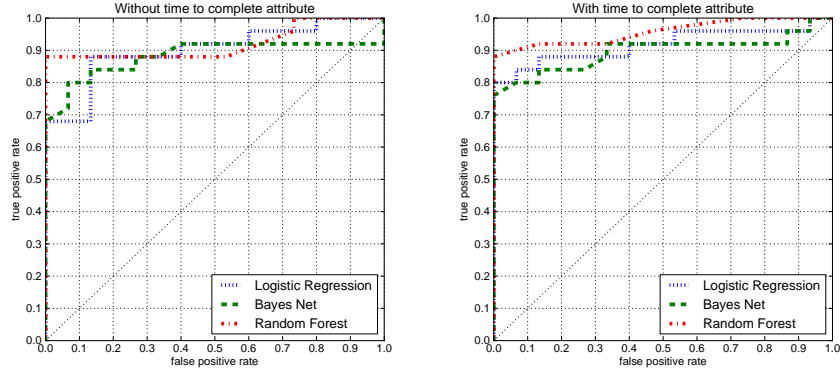 Without time to complete attribute
1.0
0.9
0.8
0.7
0.6
0.5
0.4
0.3
0.2
0.1
0.0
true positive rate
Logistic Regression
Bayes Net
Random Forest
0.0 0.1 0.2 0.3 0.4 0.5 0.6 0.7 0.8 0.9 1.0
false positive rate
With time to complete attribute
1.0
0.9
0.8
0.7
0.6
0.5
0.4
0.3
0.2
0.1
0.0
true positive rate
Logistic Regression
Bayes Net
Random Forest
0.0 0.1 0.2 0.3 0.4 0.5 0.6 0.7 0.8 0.9 1.0
false positive rate